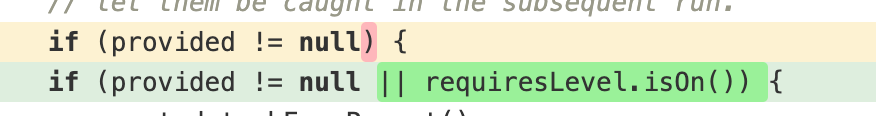 // let them be caught in the subsequent run.
if (provided != null) {
if (provided != null || requiresLevel.isOn()) {